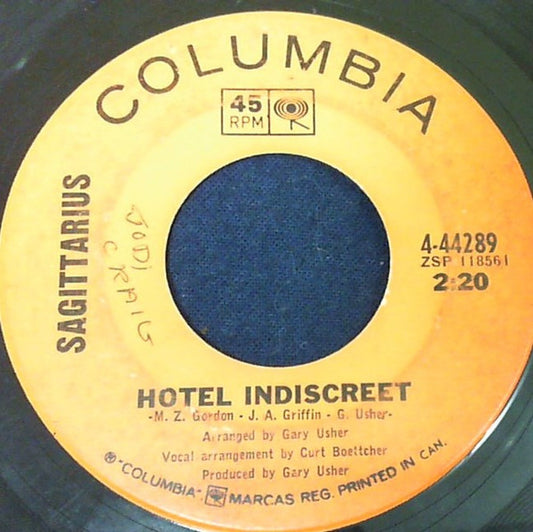 COLUMBIA
45
RPM
SAGITTARIUS
JODI
CRAIG
4-44289
ZSP 118561
2:20
HOTEL INDISCREET
-M. Z. Gordon - J. A. Griffin - G. Usher-
Arranged by Gary Usher
Vocal arrangement by Curt Boettcher
Produced by Gary Usher
® "COLUMBIA" MARCAS REG. PRINTED IN CAN.